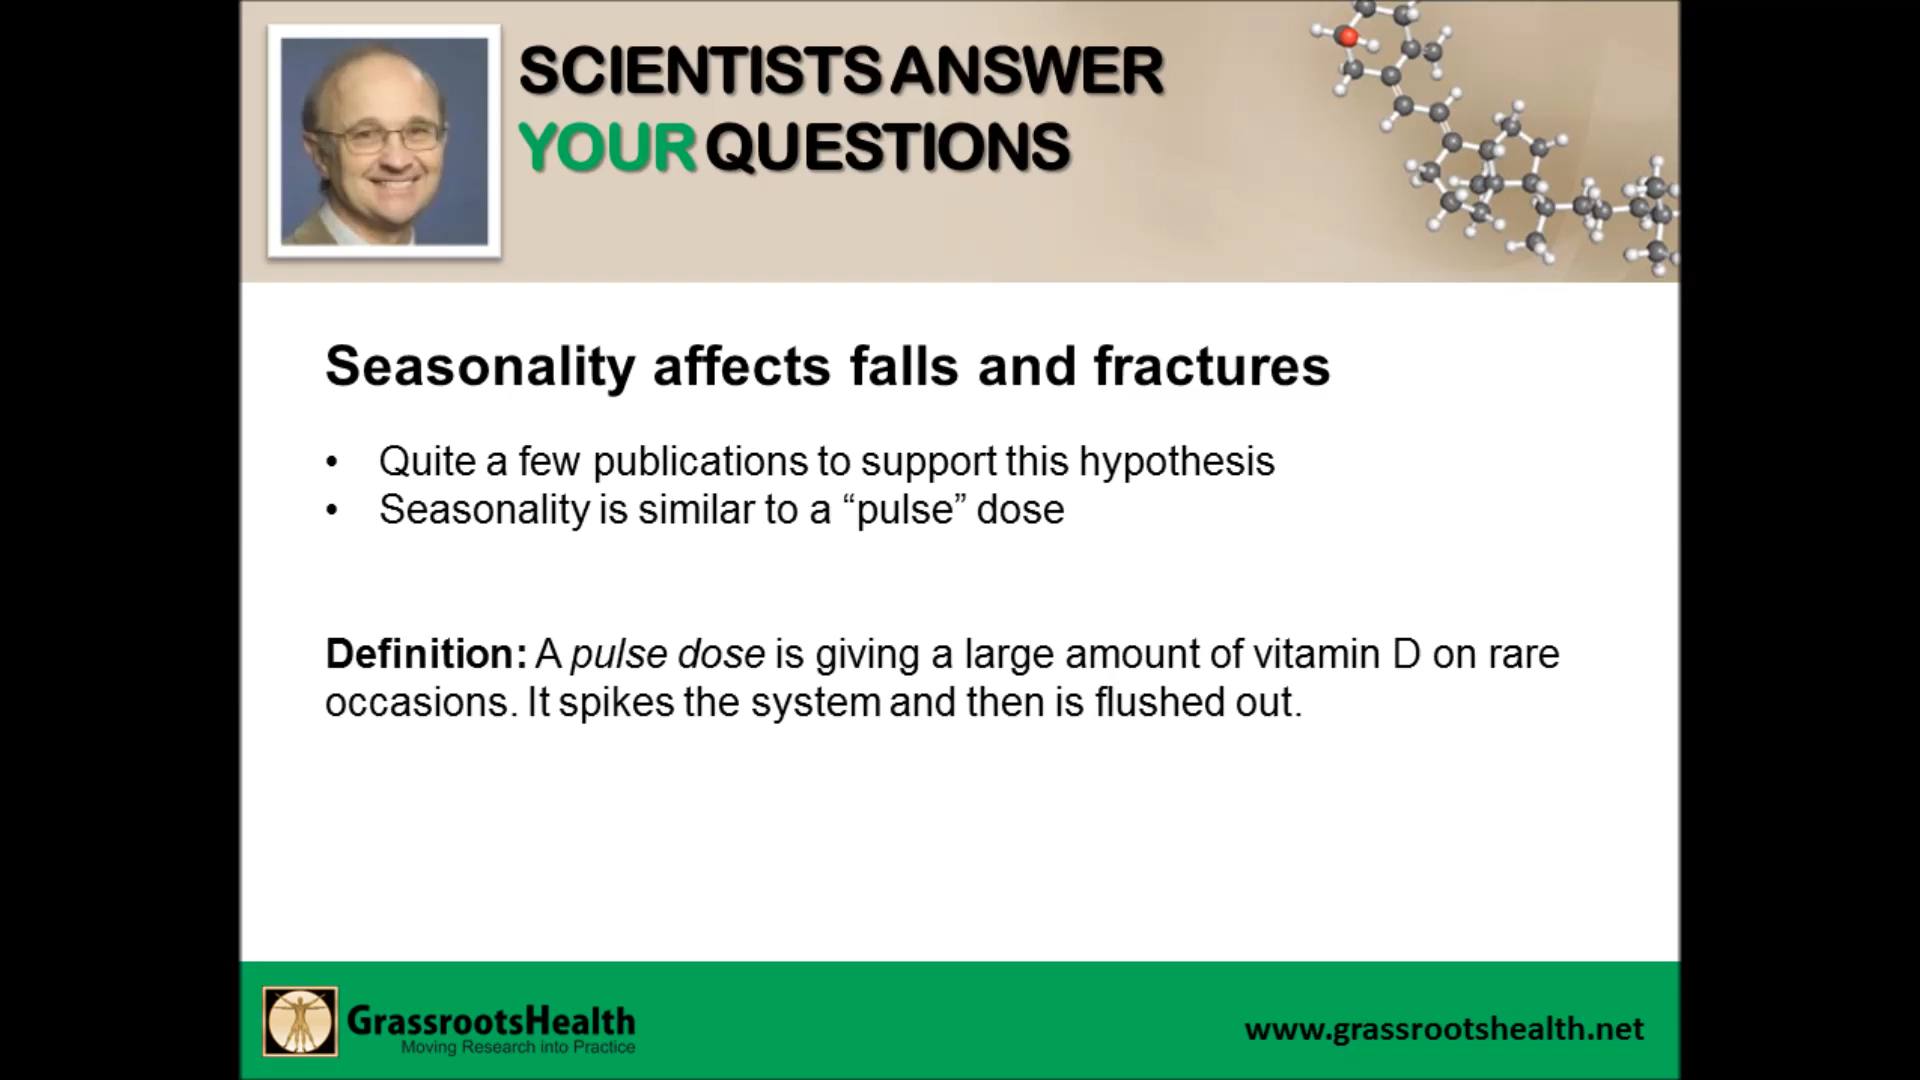 SCIENTISTS ANSWER
YOUR QUESTIONS
Seasonality affects falls and fractures
• Quite a few publications to support this hypothesis
• Seasonality is similar to a “pulse” dose
Definition: A pulse dose is giving a large amount of vitamin D on rare
occasions. It spikes the system and then is flushed out.
GrassrootsHealth
Moving Research into Practice
www.grassrootshealth.net